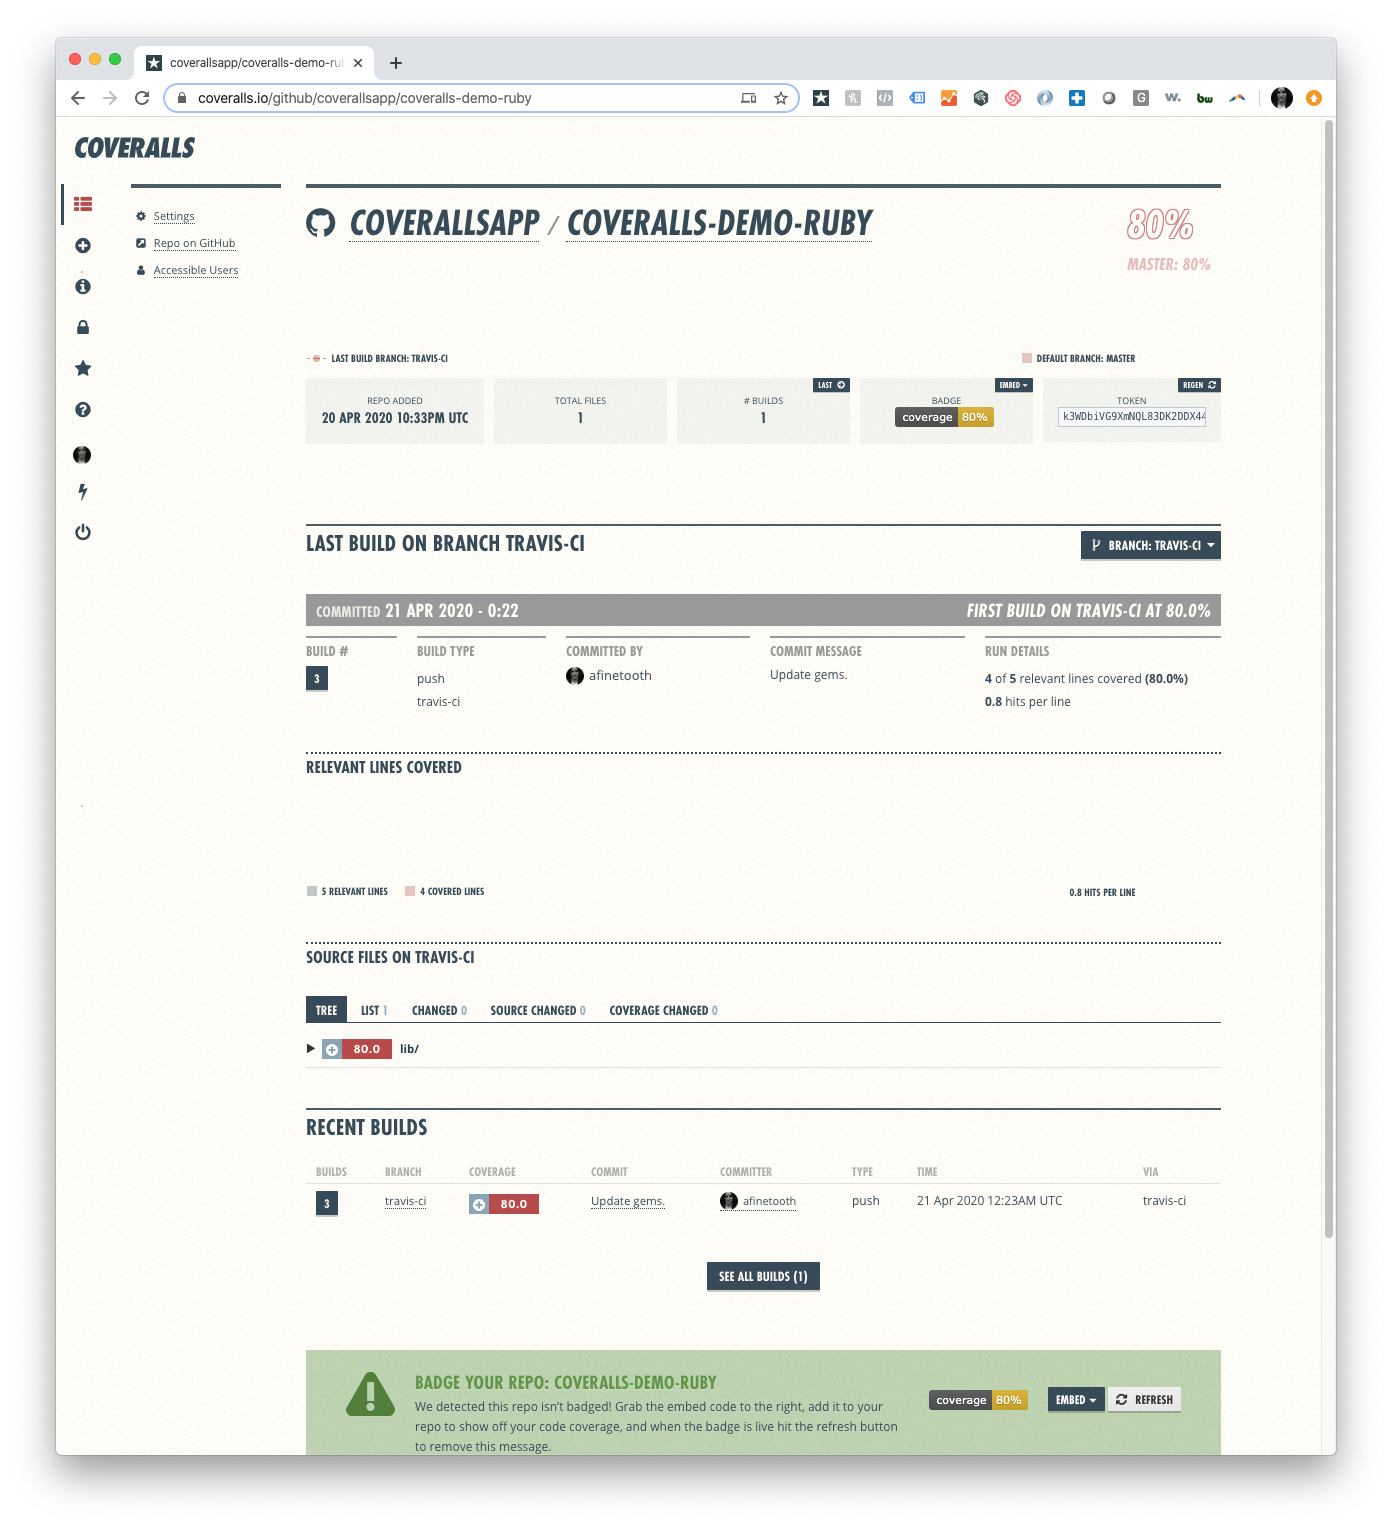 coverallsapp/coveralls-demo-ru
coveralls.io/github/coverallsapp/coveralls-demo-ruby
COVERALLS
Settings
Repo on GitHub
Accessible Users
COVERALLSAPP / COVERALLS-DEMO-RUBY
80%
MASTER: 80%
LAST BUILD BRANCH: TRAVIS-CI
DEFAULT BRANCH: MASTER
REPO ADDED
20 APR 2020 10:33PM UTC
TOTAL FILES
1
LAST
# BUILDS
1
EMBED
BADGE
coverage 80%
REGEN
TOKEN
k3WDbiVG9XmNQL83DK2DDX44
LAST BUILD ON BRANCH TRAVIS-CI
BRANCH: TRAVIS-CI
COMMITTED 21 APR 2020 - 0:22
FIRST BUILD ON TRAVIS-CI AT 80.0%
BUILD #
3
BUILD TYPE
push
travis-ci
COMMITTED BY
afinetooth
COMMIT MESSAGE
Update gems.
RUN DETAILS
4 of 5 relevant lines covered (80.0%)
0.8 hits per line
RELEVANT LINES COVERED
5 RELEVANT LINES 4 COVERED LINES
0.8 HITS PER LINE
SOURCE FILES ON TRAVIS-CI
TREE LIST 1 CHANGED 0 SOURCE CHANGED 0 COVERAGE CHANGED 0
80.0 lib/
RECENT BUILDS
BUILDS BRANCH COVERAGE COMMIT COMMITTER TYPE TIME VIA
3 travis-ci 80.0 Update gems. afinetooth push 21 Apr 2020 12:23AM UTC travis-ci
SEE ALL BUILDS (1)
BADGE YOUR REPO: COVERALLS-DEMO-RUBY
We detected this repo isn't badged! Grab the embed code to the right, add it to your
repo to show off your code coverage, and when the badge is live hit the refresh button
to remove this message.
coverage 80%
EMBED
REFRESH